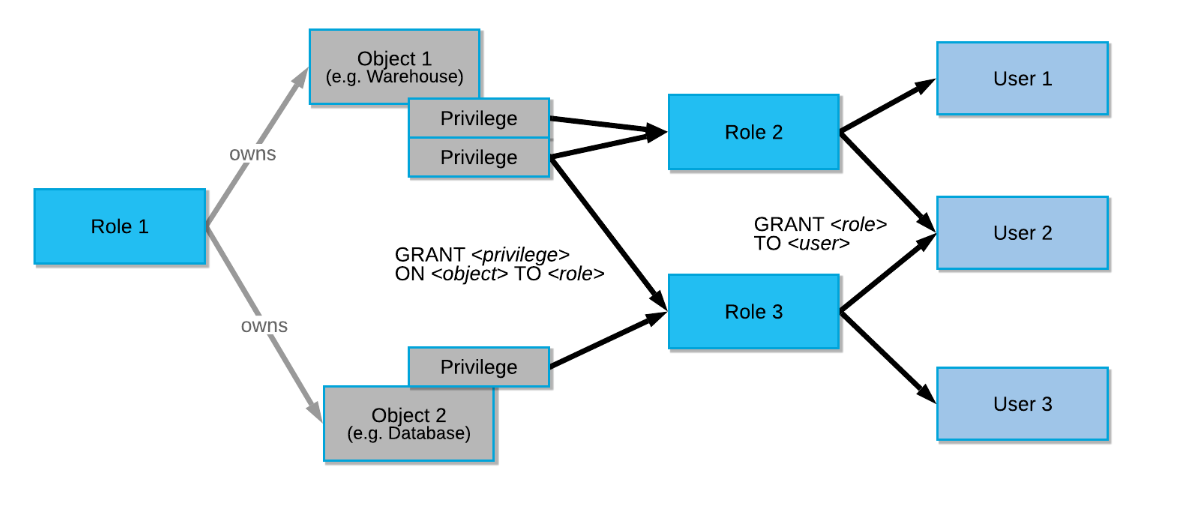 Object 1
(e.g. Warehouse)
Privilege
Privilege
owns
Role 1
owns
GRANT <privilege>
ON <object> TO <role>
Privilege
Object 2
(e.g. Database)
Role 2
GRANT <role>
TO <user>
Role 3
User 1
User 2
User 3